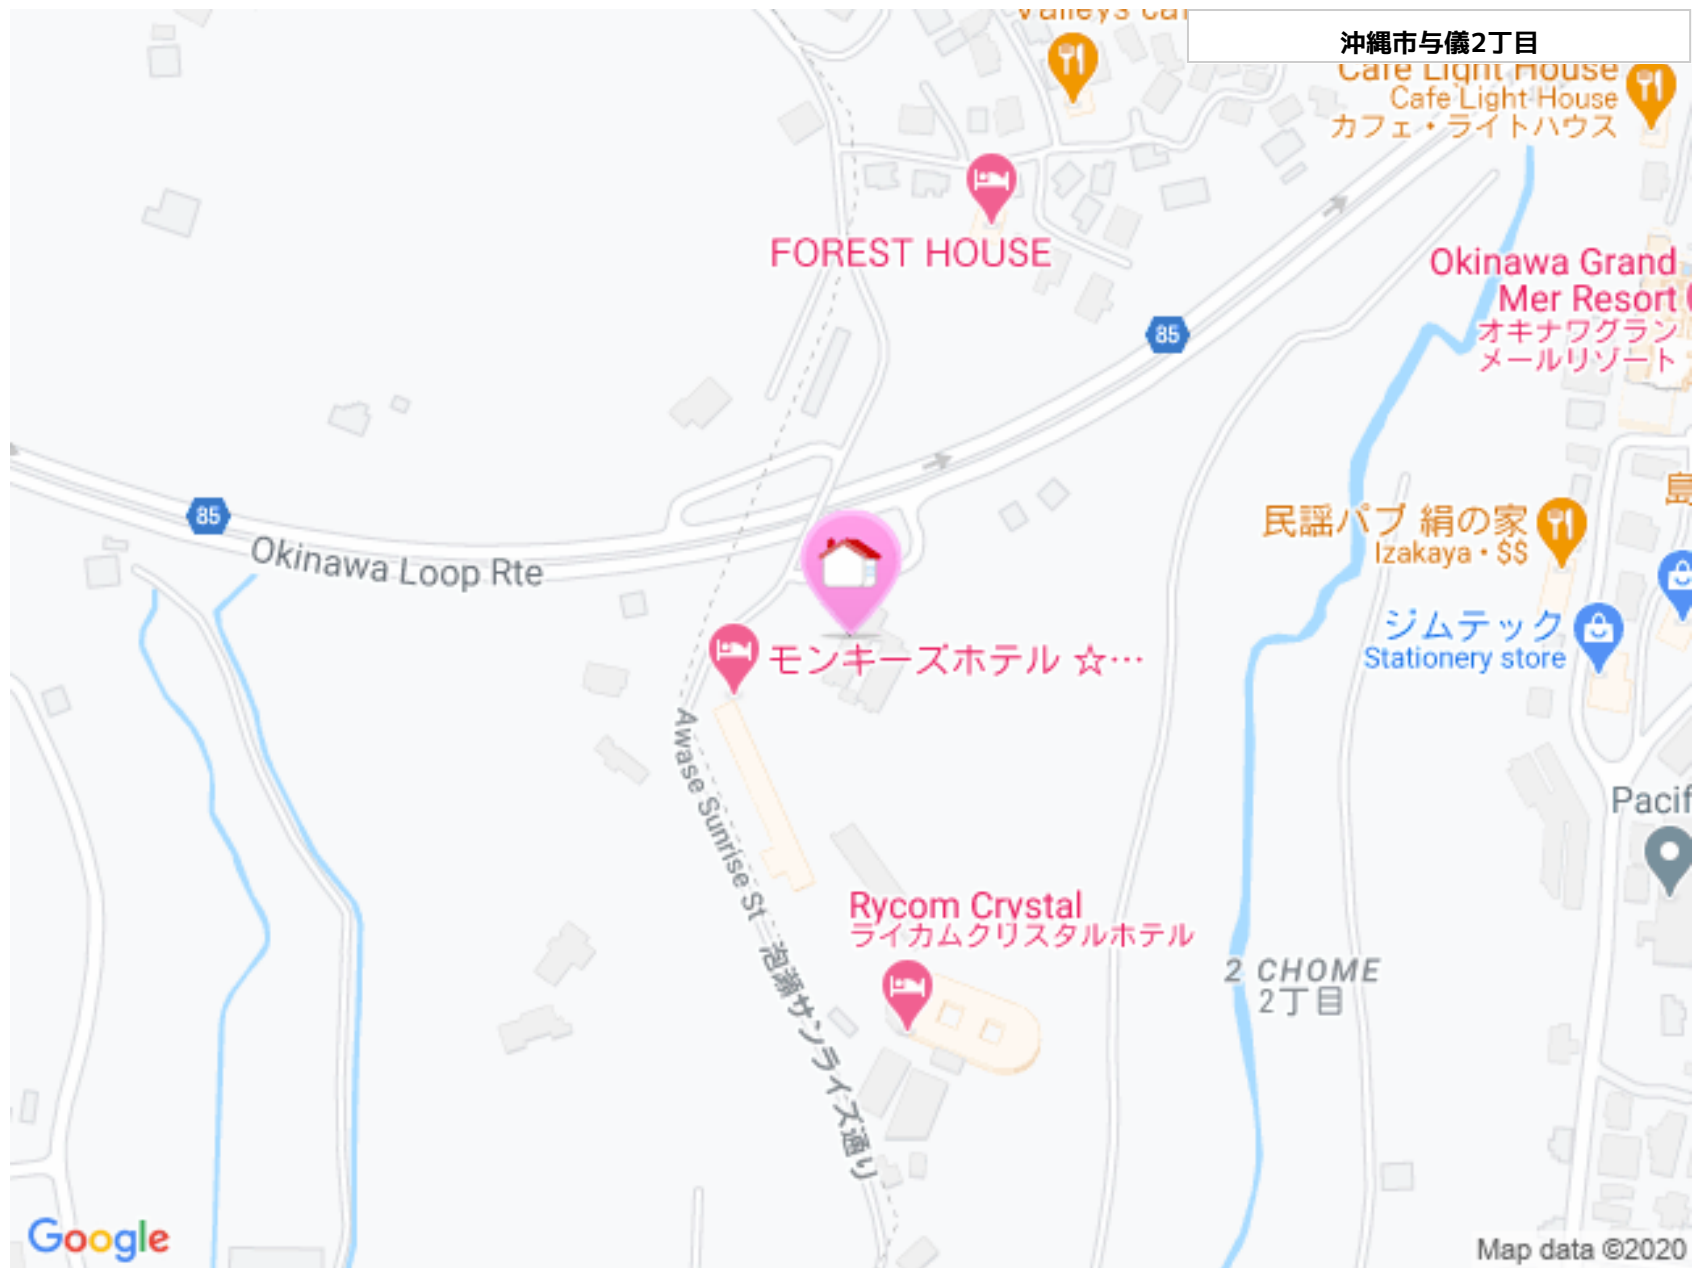 沖縄市与儀2丁目
Valleys Caf
Cafe Light House
Cafe Light House
カフェ・ライトハウス
FOREST HOUSE
Okinawa Grand
Mer Resort
オキナワグラン
メールリゾート
85
85
Okinawa Loop Rte
民謡パブ 絹の家
Izakaya • $$
島
ジムテック
Stationery store
モンキーズホテル ☆…
Awase Sunrise St
泡瀬サンライズ通り
Pacif
Rycom Crystal
ライカムクリスタルホテル
2 CHOME
2丁目
Google
Map data ©2020